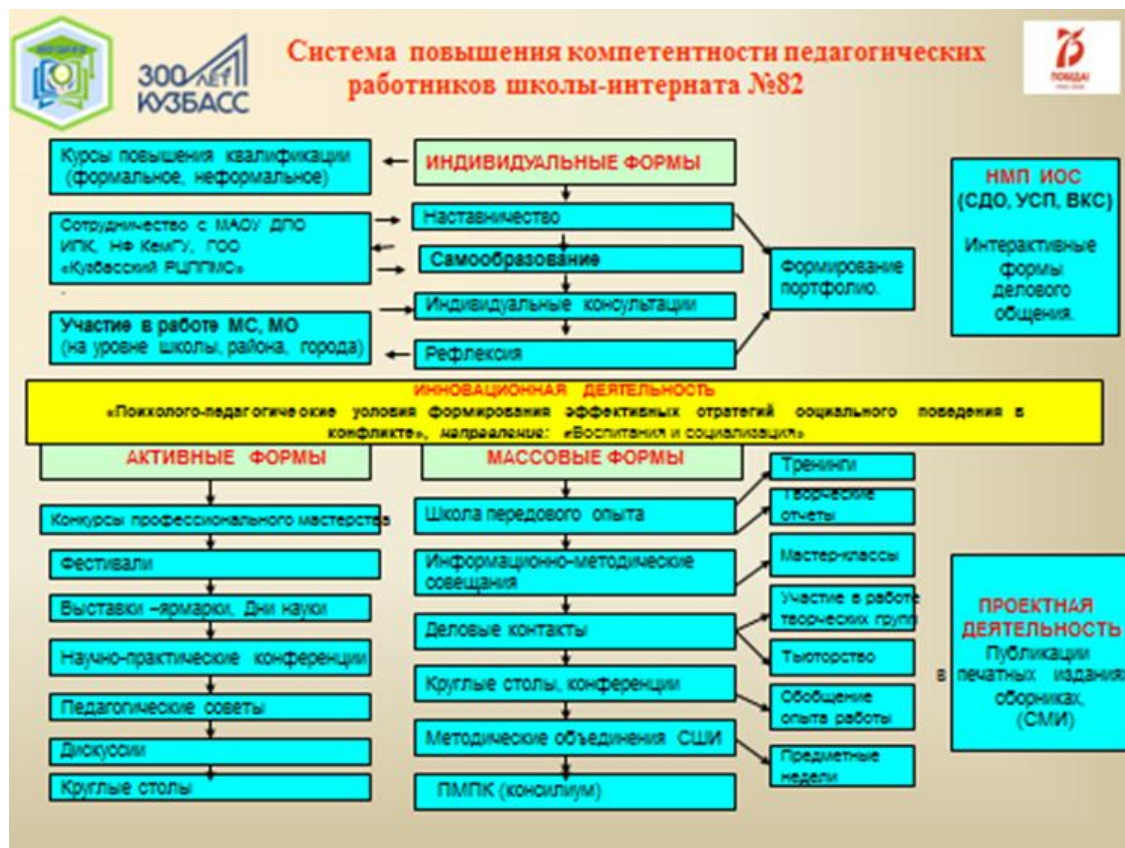 Система повышения компетентности педагогических
работников школы-интерната №82
300 ЛЕТ
КУЗБАСС
75
ПОБЕДА!
Курсы повышения квалификации
(формальное, неформальное)
ИНДИВИДУАЛЬНЫЕ ФОРМЫ
НМП ИОС
(СДО, УСП, ВКС)
Интерактивные
формы
делового
общения.
Сотрудничество с МАОУ ДПО
ИПК, НФ КемГУ, ГОО
«Кузбасский РЦППМС»
.
Наставничество
Самообразование
Формирование
портфолио.
Индивидуальные консультации
Участие в работе МС, МО
(на уровне школы, района, города)
Рефлексия
ИННОВАЦИОННАЯ ДЕЯТЕЛЬНОСТЬ
«Психолого-педагогические условия формирования эффективных стратегий социального поведения в
конфликте», направление: «Воспитания и социализация»
АКТИВНЫЕ ФОРМЫ
Конкурсы профессионального мастерства
Фестивали
Выставки –ярмарки, Дни науки
Научно-практические конференции
Педагогические советы
Дискуссии
Круглые столы
МАССОВЫЕ ФОРМЫ
Школа передового опыта
Информационно-методические
совещания
Деловые контакты
Круглые столы, конференции
Методические объединения СШИ
ПМПК (консилиум)
Тренинги
Творческие
отчеты
Мастер-классы
Участие в работе
творческих групп
Тьюторство
Обобщение
опыта работы
Предметные
недели
ПРОЕКТНАЯ
ДЕЯТЕЛЬНОСТЬ
Публикации
в печатных изданиях
сборниках,
(СМИ)